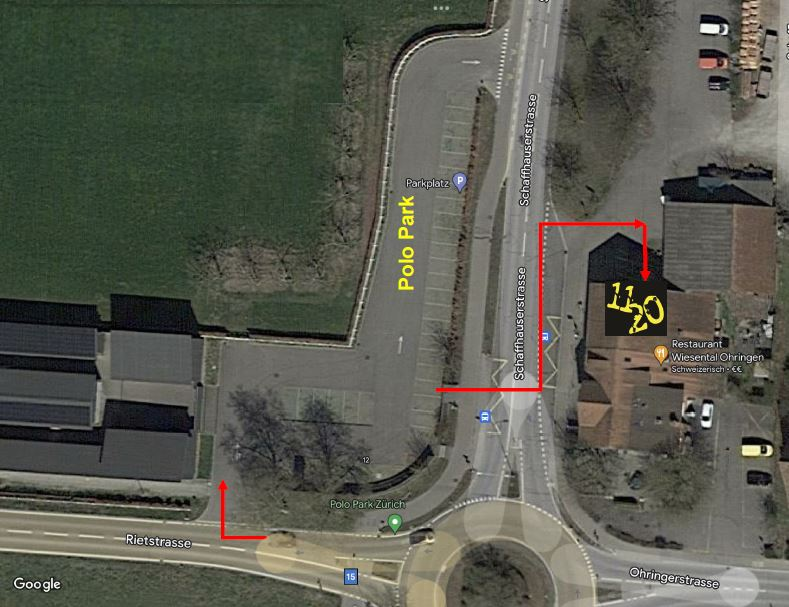 Schaffhauserstrasse
Parkplatz
P
Polo Park
Schaffhauserstrasse
1120
Restaurant
Wiesental Ohringen
Schweizerisch • €€
12
Polo Park Zürich
Rietstrasse
15
Ohringerstrasse
Google